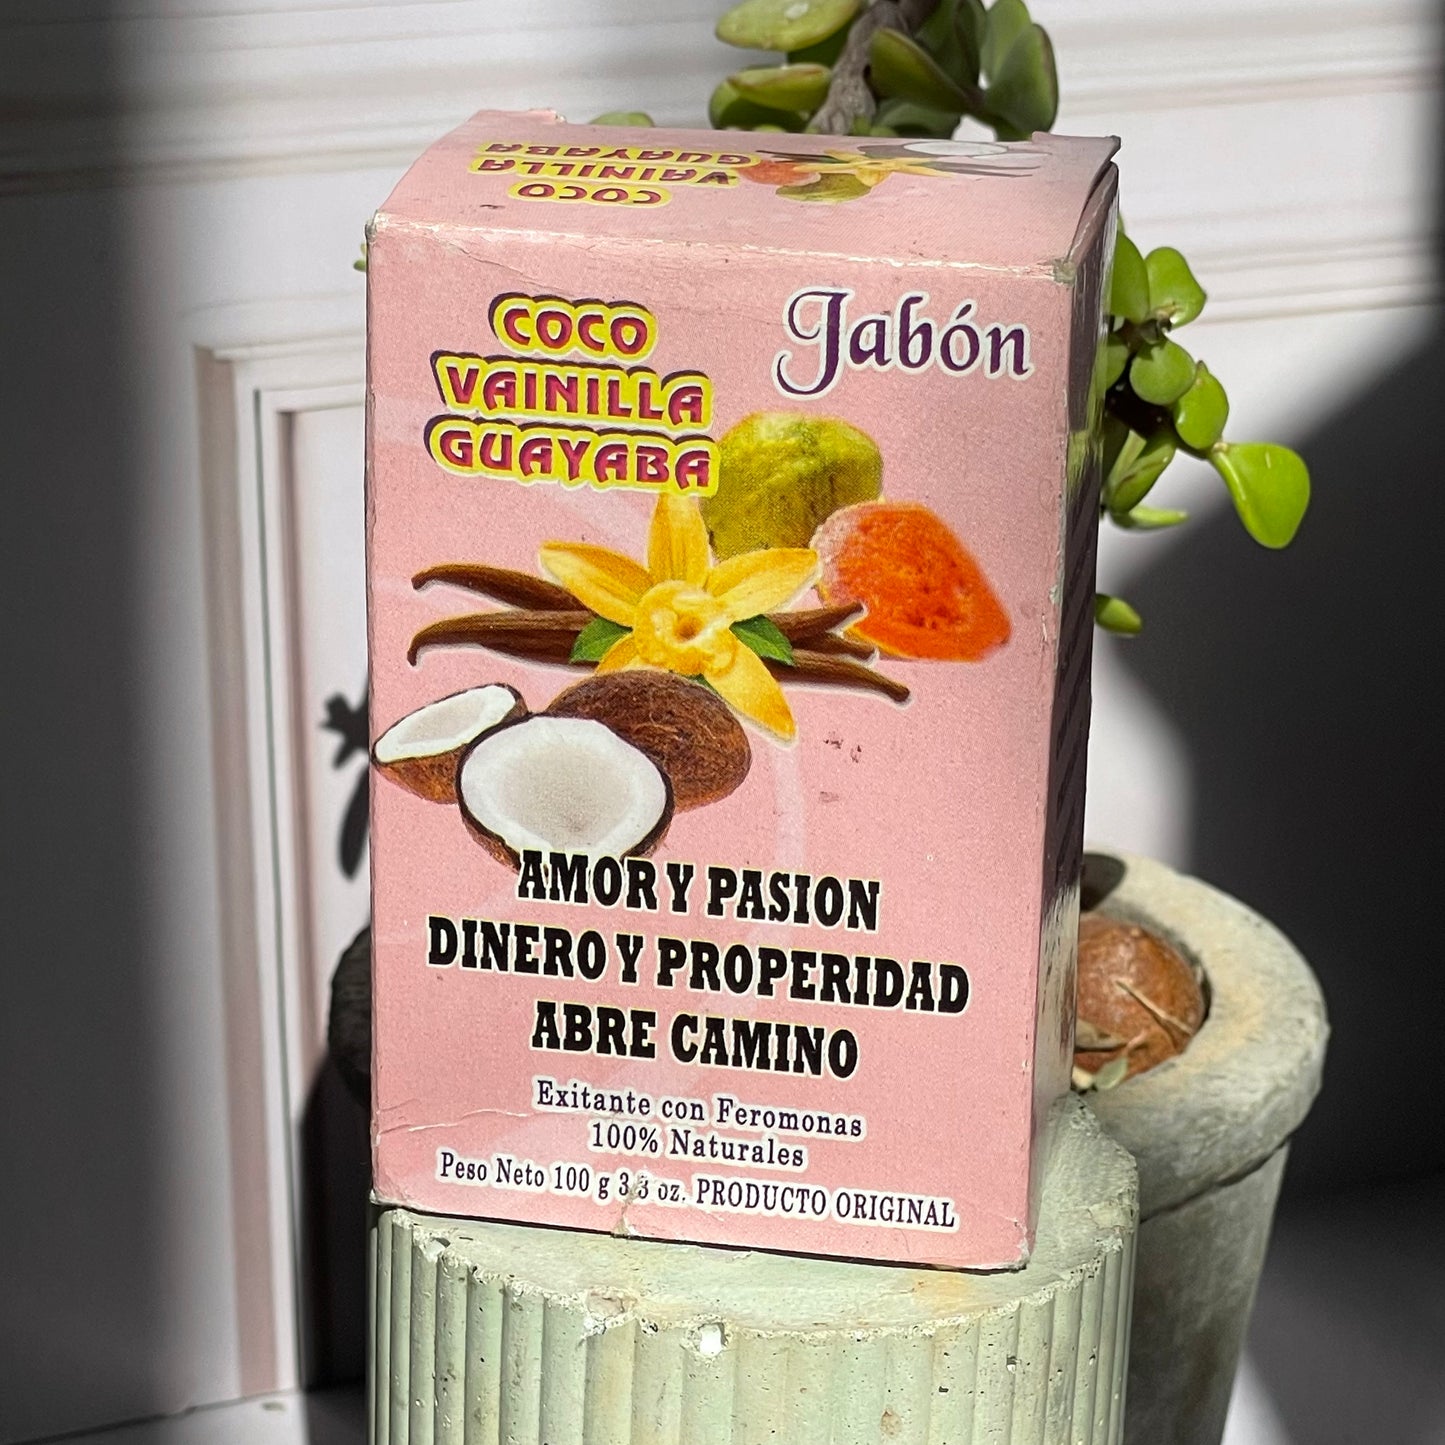 COCO
VAINILLA
GUAYABA
COCO
VAINILLA
GUAYABA
Jabón
AMOR Y PASION
DINERO Y PROPERIDAD
ABRE CAMINO
Exitante con Feromonas
100% Naturales
Peso Neto 100 g 3.3 oz. PRODUCTO ORIGINAL